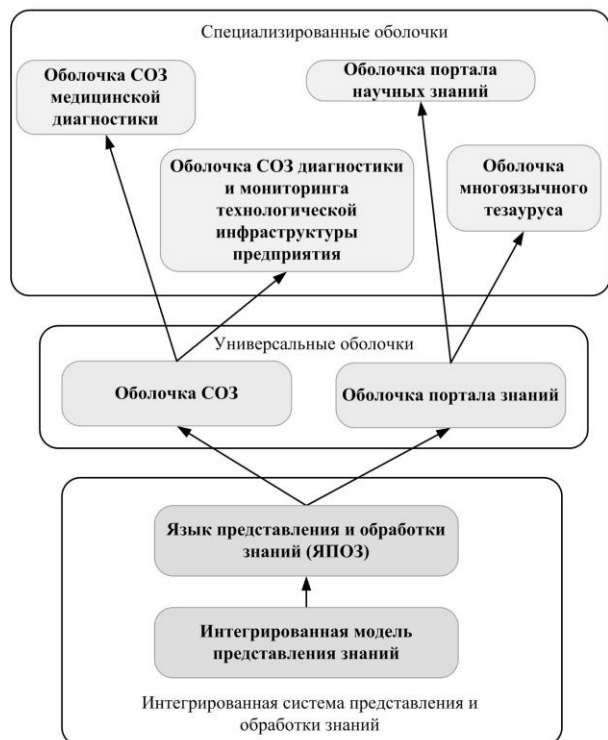 Специализированные оболочки
Оболочка СОЗ
медицинской
диагностики
Оболочка портала
научных знаний
Оболочка СОЗ диагностики
и мониторинга
технологической
инфраструктуры
предприятия
Оболочка
многоязычного
тезауруса
Универсальные оболочки
Оболочка СОЗ
Оболочка портала знаний
Язык представления и обработки
знаний (ЯПОЗ)
Интегрированная модель
представления знаний
Интегрированная система представления и
обработки знаний